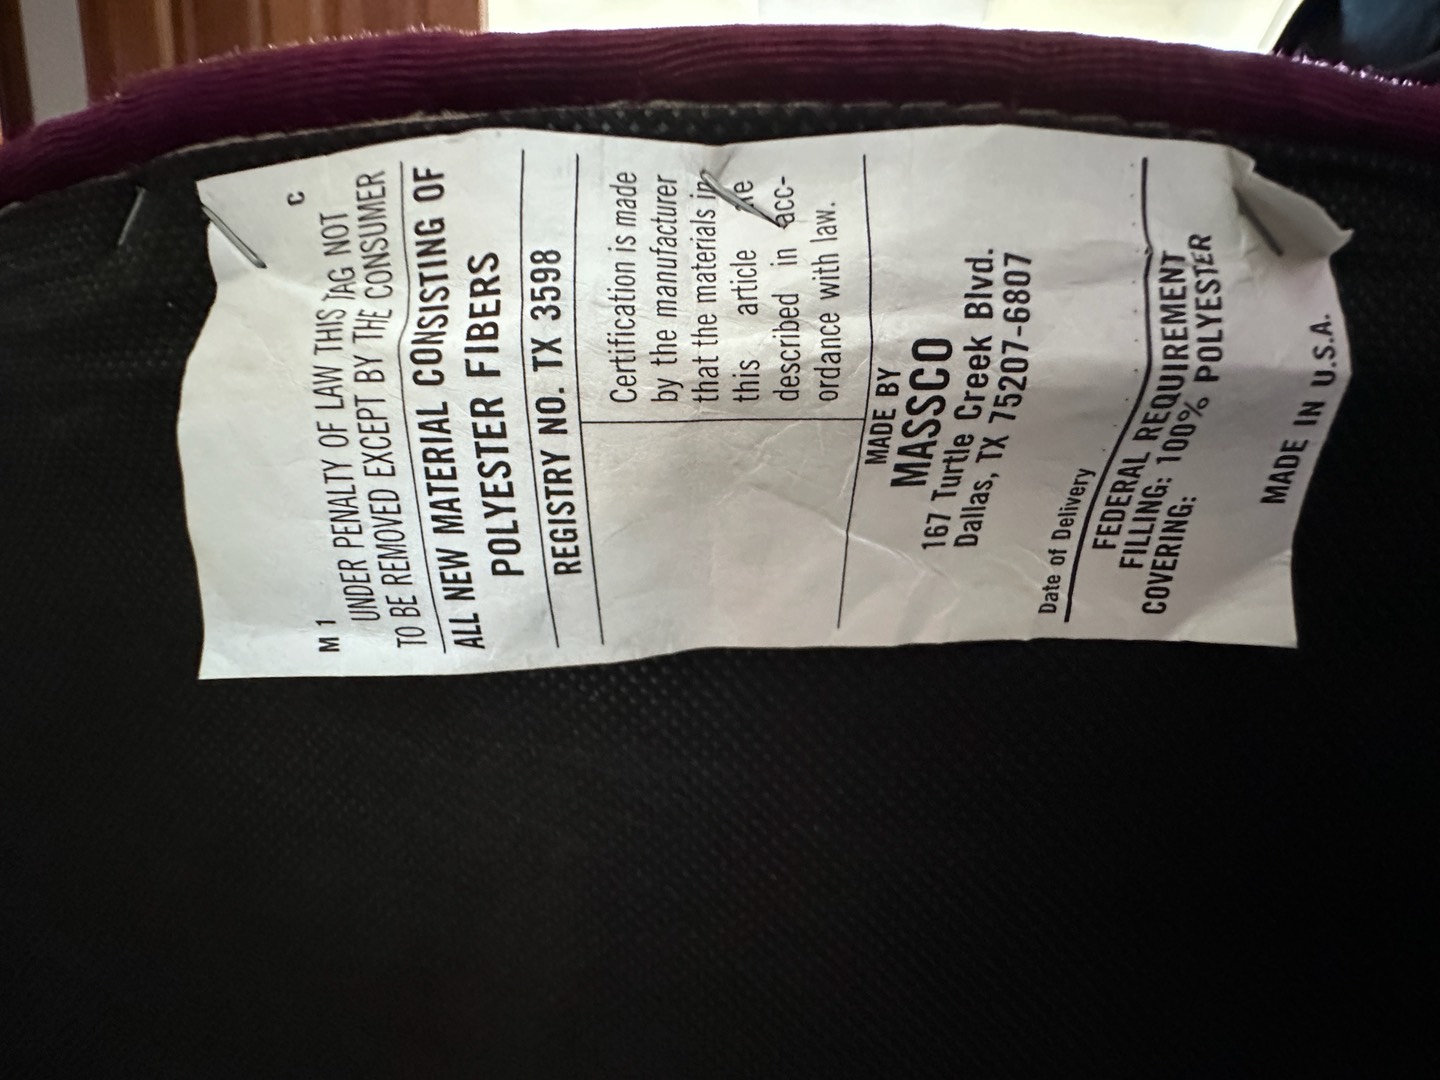 M 1 C
UNDER PENALTY OF LAW THIS TAG NOT
TO BE REMOVED EXCEPT BY THE CONSUMER
ALL NEW MATERIAL CONSISTING OF
POLYESTER FIBERS
REGISTRY NO. TX 3598
Certification is made
by the manufacturer
that the materials in
this article
described in acc-
ordance with law.
MADE BY
MASSCO
167 Turtle Creek Blvd.
Dallas, TX 75207-6807
Date of Delivery
FEDERAL REQUIREMENT
FILLING: 100% POLYESTER
COVERING:
MADE IN U.S.A.